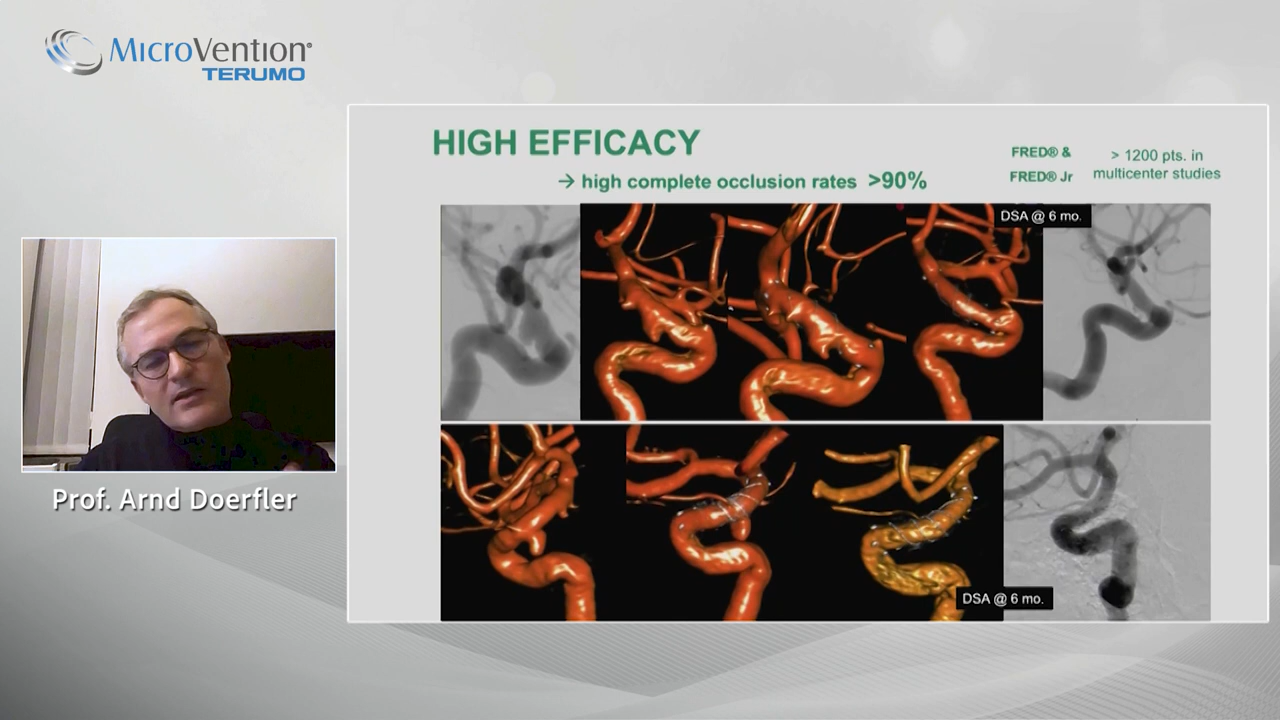 MICROVENTION®
TERUMO
HIGH EFFICACY
→ high complete occlusion rates >90%
FRED® &
FRED® Jr
> 1200 pts. in
multicenter studies
DSA @ 6 mo.
DSA @ 6 mo.
Prof. Arnd Doerfler